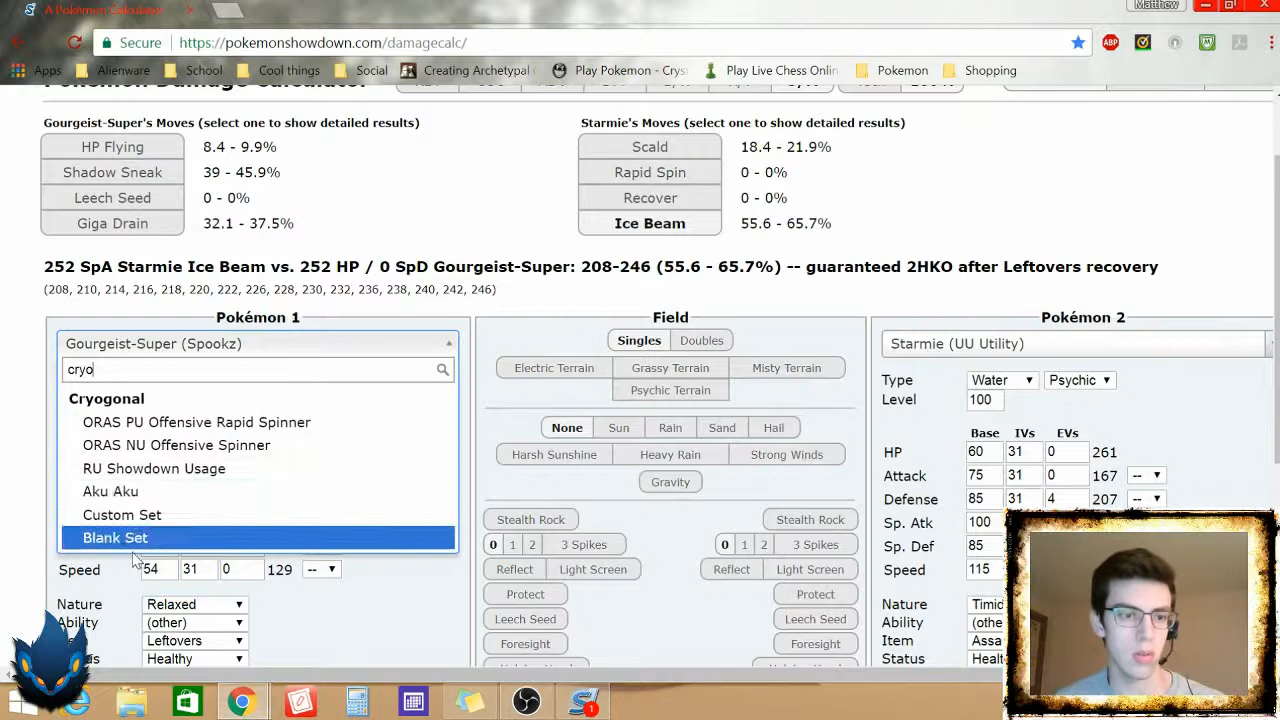 A Pokémon Calculator
Matthew
Secure https://pokemonshowdown.com/damagecalc/
ABP
Apps Alienware School Cool things Social Creating Archetypal Play Pokemon - Crys Play Live Chess Onlin Pokemon Shopping
Pokémon Damage Calculator
Gourgeist-Super's Moves (select one to show detailed results)
Starmie's Moves (select one to show detailed results)
HP Flying 8.4 - 9.9%
Scald 18.4 - 21.9%
Shadow Sneak 39 - 45.9%
Rapid Spin 0 - 0%
Leech Seed 0 - 0%
Recover 0 - 0%
Giga Drain 32.1 - 37.5%
Ice Beam 55.6 - 65.7%
252 SpA Starmie Ice Beam vs. 252 HP / 0 SpD Gourgeist-Super: 208-246 (55.6 - 65.7%) -- guaranteed 2HKO after Leftovers recovery
(208, 210, 214, 216, 218, 220, 222, 226, 228, 230, 232, 236, 238, 240, 242, 246)
Pokémon 1
Gourgeist-Super (Spookz)
cryo
Cryogonal
ORAS PU Offensive Rapid Spinner
ORAS NU Offensive Spinner
RU Showdown Usage
Aku Aku
Custom Set
Blank Set
Speed 54 31 0 129 --
Nature Relaxed
Ability (other)
Leftovers
Healthy
Field
Singles Doubles
Electric Terrain Grassy Terrain Misty Terrain
Psychic Terrain
None Sun Rain Sand Hail
Harsh Sunshine Heavy Rain Strong Winds
Gravity
Stealth Rock Stealth Rock
0 1 2 3 Spikes 0 1 2 3 Spikes
Reflect Light Screen Reflect Light Screen
Protect Protect
Leech Seed Leech Seed
Foresight Foresight
Pokémon 2
Starmie (UU Utility)
Type Water Psychic
Level 100
Base IVs EVs
HP 60 31 0 261
Attack 75 31 0 167 --
Defense 85 31 4 207 --
Sp. Atk 100
Sp. Def 85
Speed 115
Nature Timid
Ability (other
Item Assa
Status Healt
1